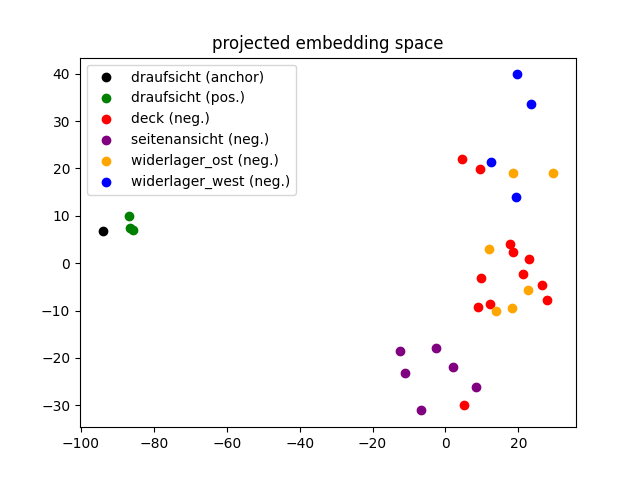 projected embedding space
draufsicht (anchor)
draufsicht (pos.)
deck (neg.)
seitenansicht (neg.)
widerlager_ost (neg.)
widerlager_west (neg.)
40
30
20
10
0
−10
−20
−30
−100 −80 −60 −40 −20 0 20